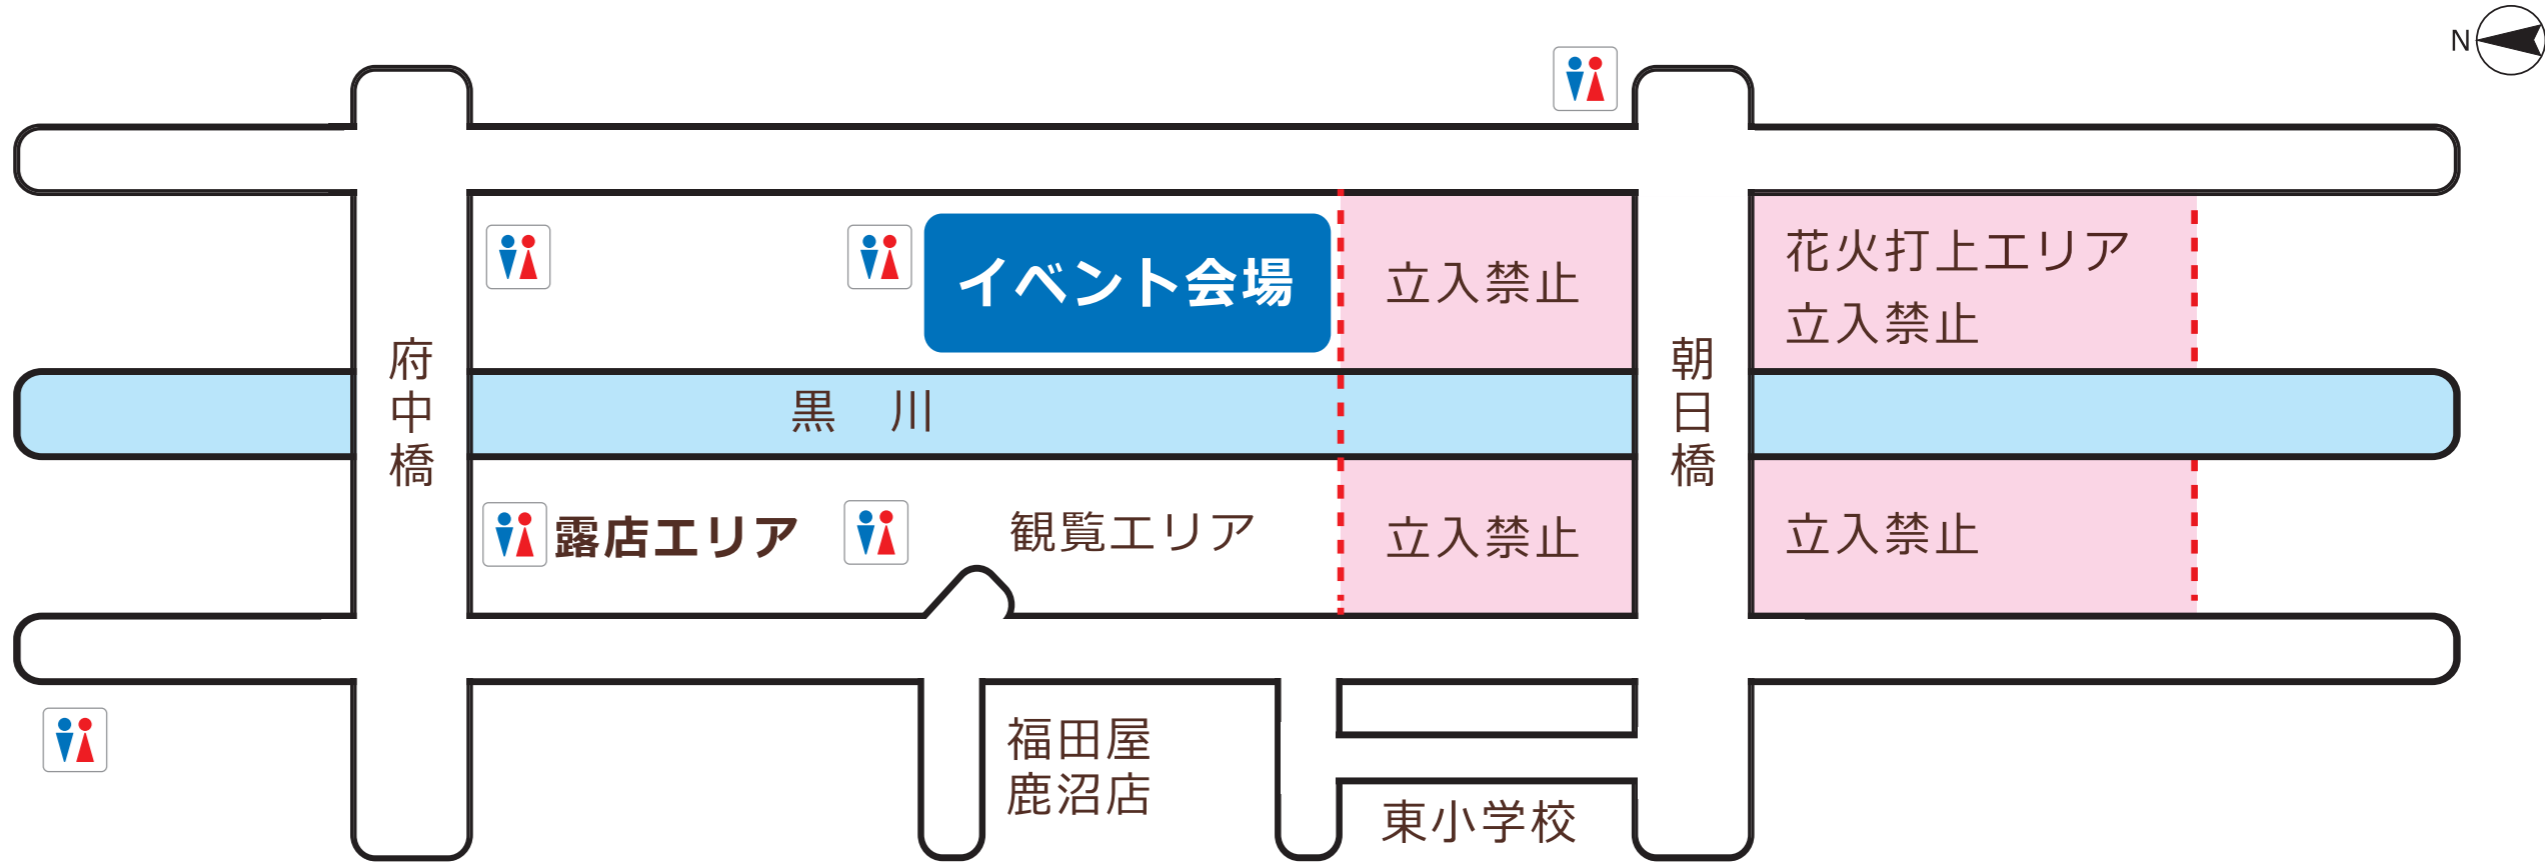 N
イベント会場
立入禁止
花火打上エリア
立入禁止
府中橋
朝日橋
黒　川
露店エリア
観覧エリア
立入禁止
立入禁止
福田屋
鹿沼店
東小学校